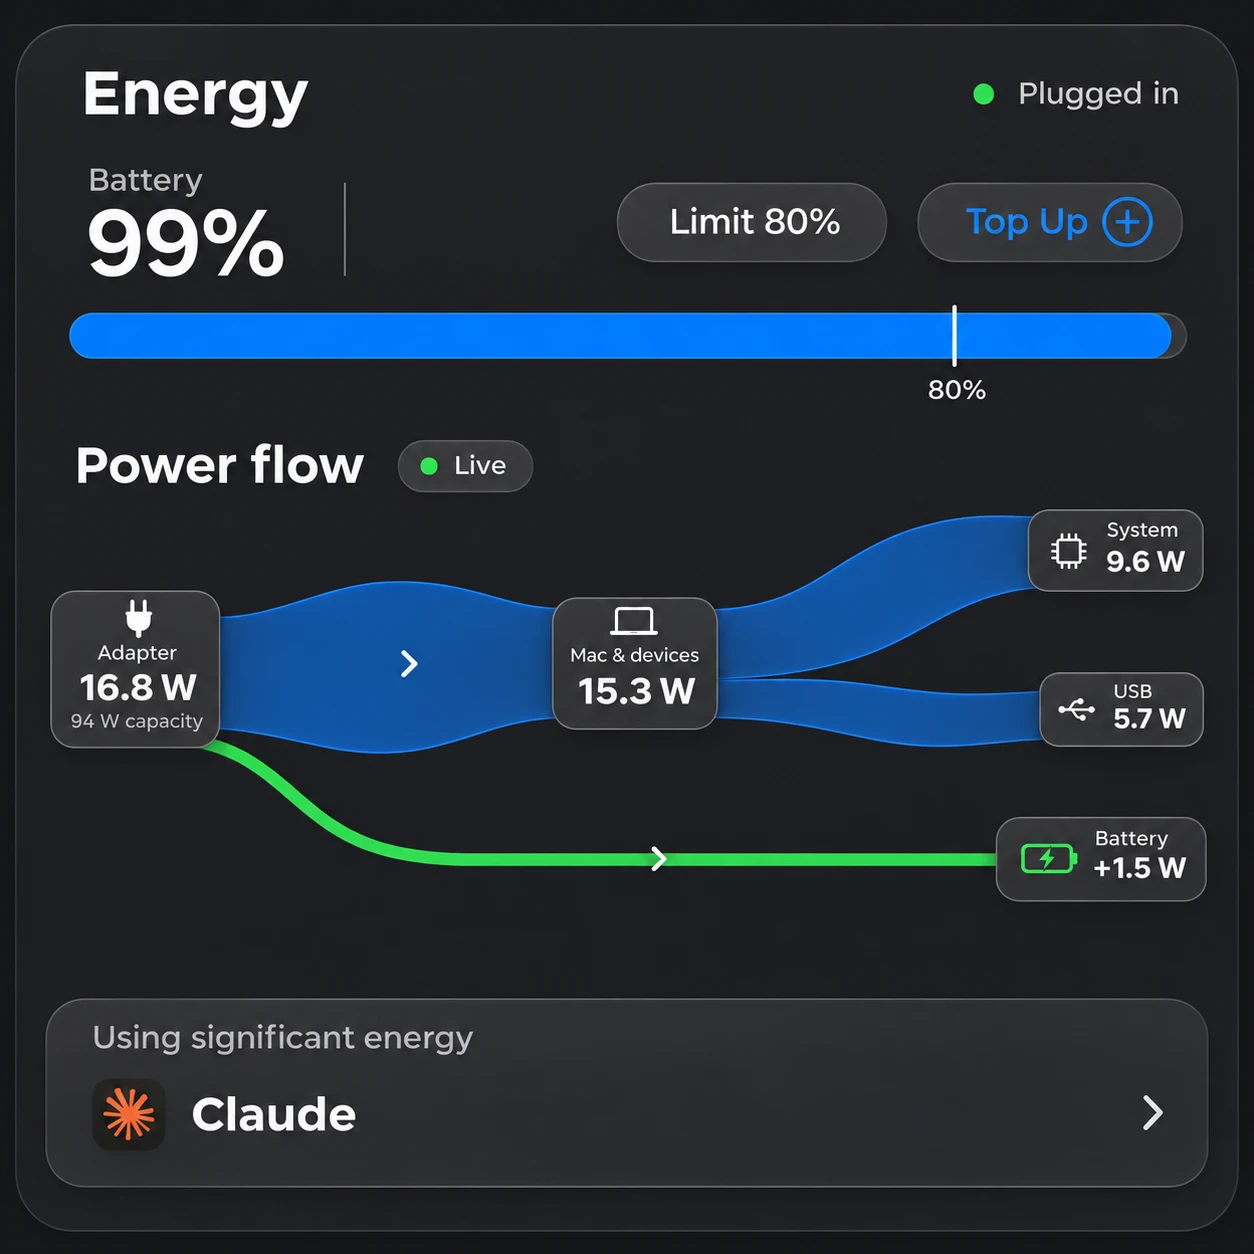 Energy
Plugged in
Battery
99%
Limit 80%
Top Up
80%
Power flow
Live
System
9.6 W
Adapter
16.8 W
94 W capacity
Mac & devices
15.3 W
USB
5.7 W
Battery
+1.5 W
Using significant energy
Claude